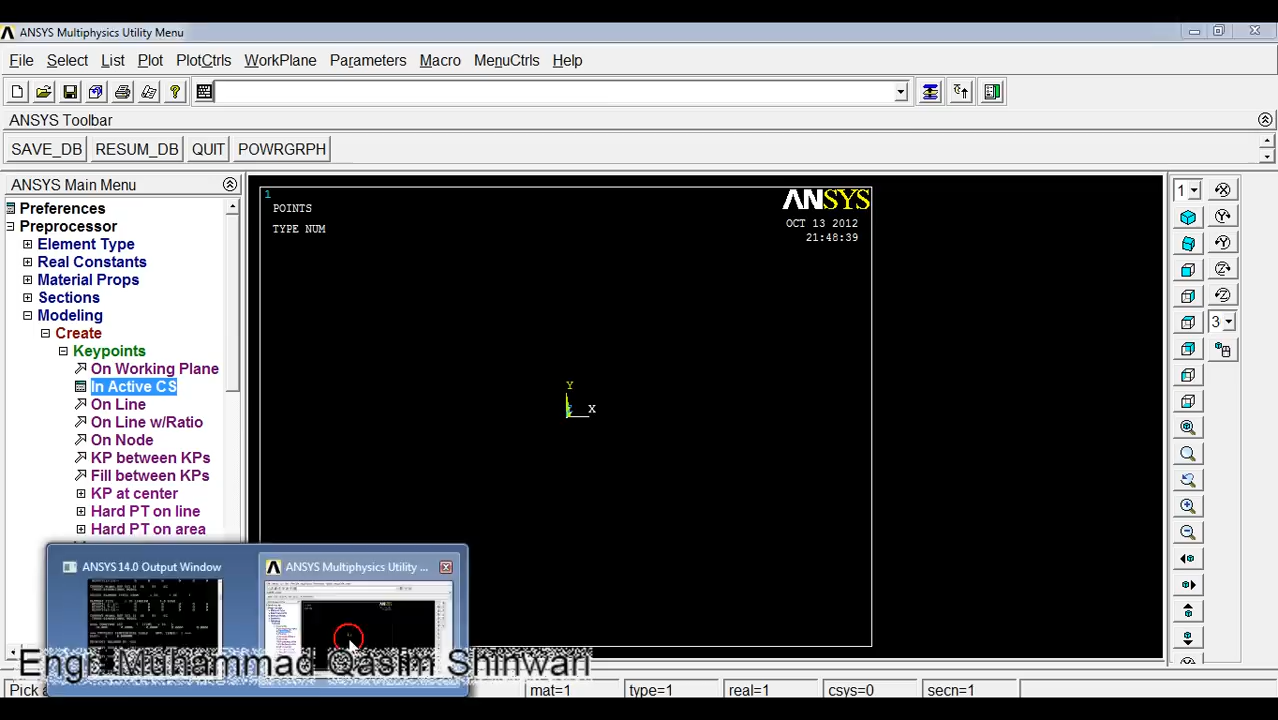 ANSYS Multiphysics Utility Menu
File Select List Plot PlotCtrls WorkPlane Parameters Macro MenuCtrls Help
ANSYS Toolbar
SAVE_DB RESUM_DB QUIT POWRGRPH
ANSYS Main Menu
Preferences
Preprocessor
Element Type
Real Constants
Material Props
Sections
Modeling
Create
Keypoints
On Working Plane
In Active CS
On Line
On Line w/Ratio
On Node
KP between KPs
Fill between KPs
KP at center
Hard PT on line
Hard PT on area
1
POINTS
TYPE NUM
ANSYS
OCT 13 2012
21:48:39
Y
X
1
3
ANSYS 14.0 Output Window
ANSYS Multiphysics Utility ...
Engr. Muhammad Qasim Shinwari
Pick a
mat=1 type=1 real=1 csys=0 secn=1